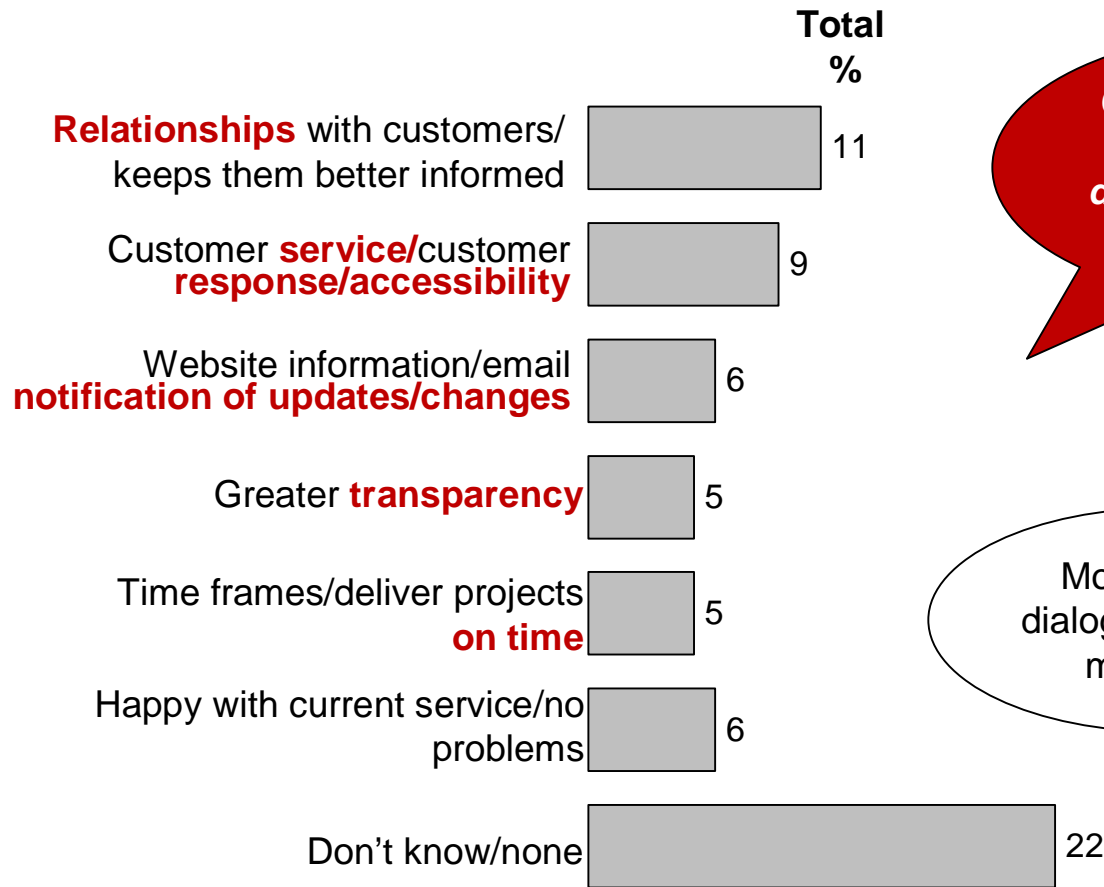 Total
%
Relationships with customers/
keeps them better informed
11
Customer service/customer
response/accessibility
9
Website information/email
notification of updates/changes
6
Greater transparency
5
Time frames/deliver projects
on time
5
Happy with current service/no
problems
6
Don’t know/none
22